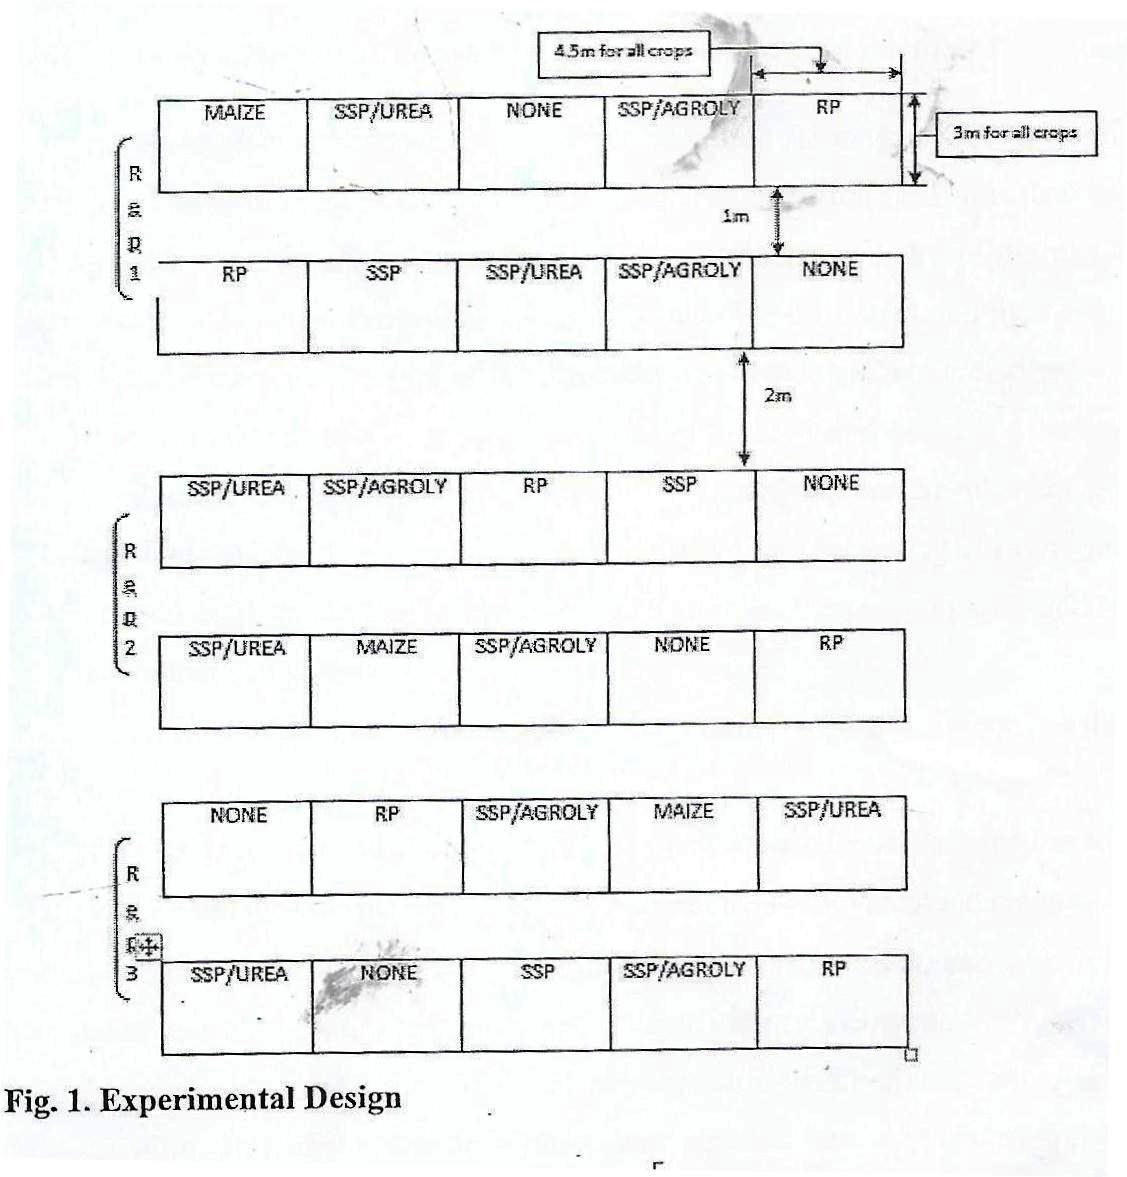 4.5m for all crops
MAIZE SSP/UREA NONE SSP/AGROLY RP
3m for all crops
Rep1
1m
RP SSP SSP/UREA SSP/AGROLY NONE
2m
SSP/UREA SSP/AGROLY RP SSP NONE
Rep2
SSP/UREA MAIZE SSP/AGROLY NONE RP
NONE RP SSP/AGROLY MAIZE SSP/UREA
Rep3
SSP/UREA NONE SSP SSP/AGROLY RP
Fig. 1. Experimental Design